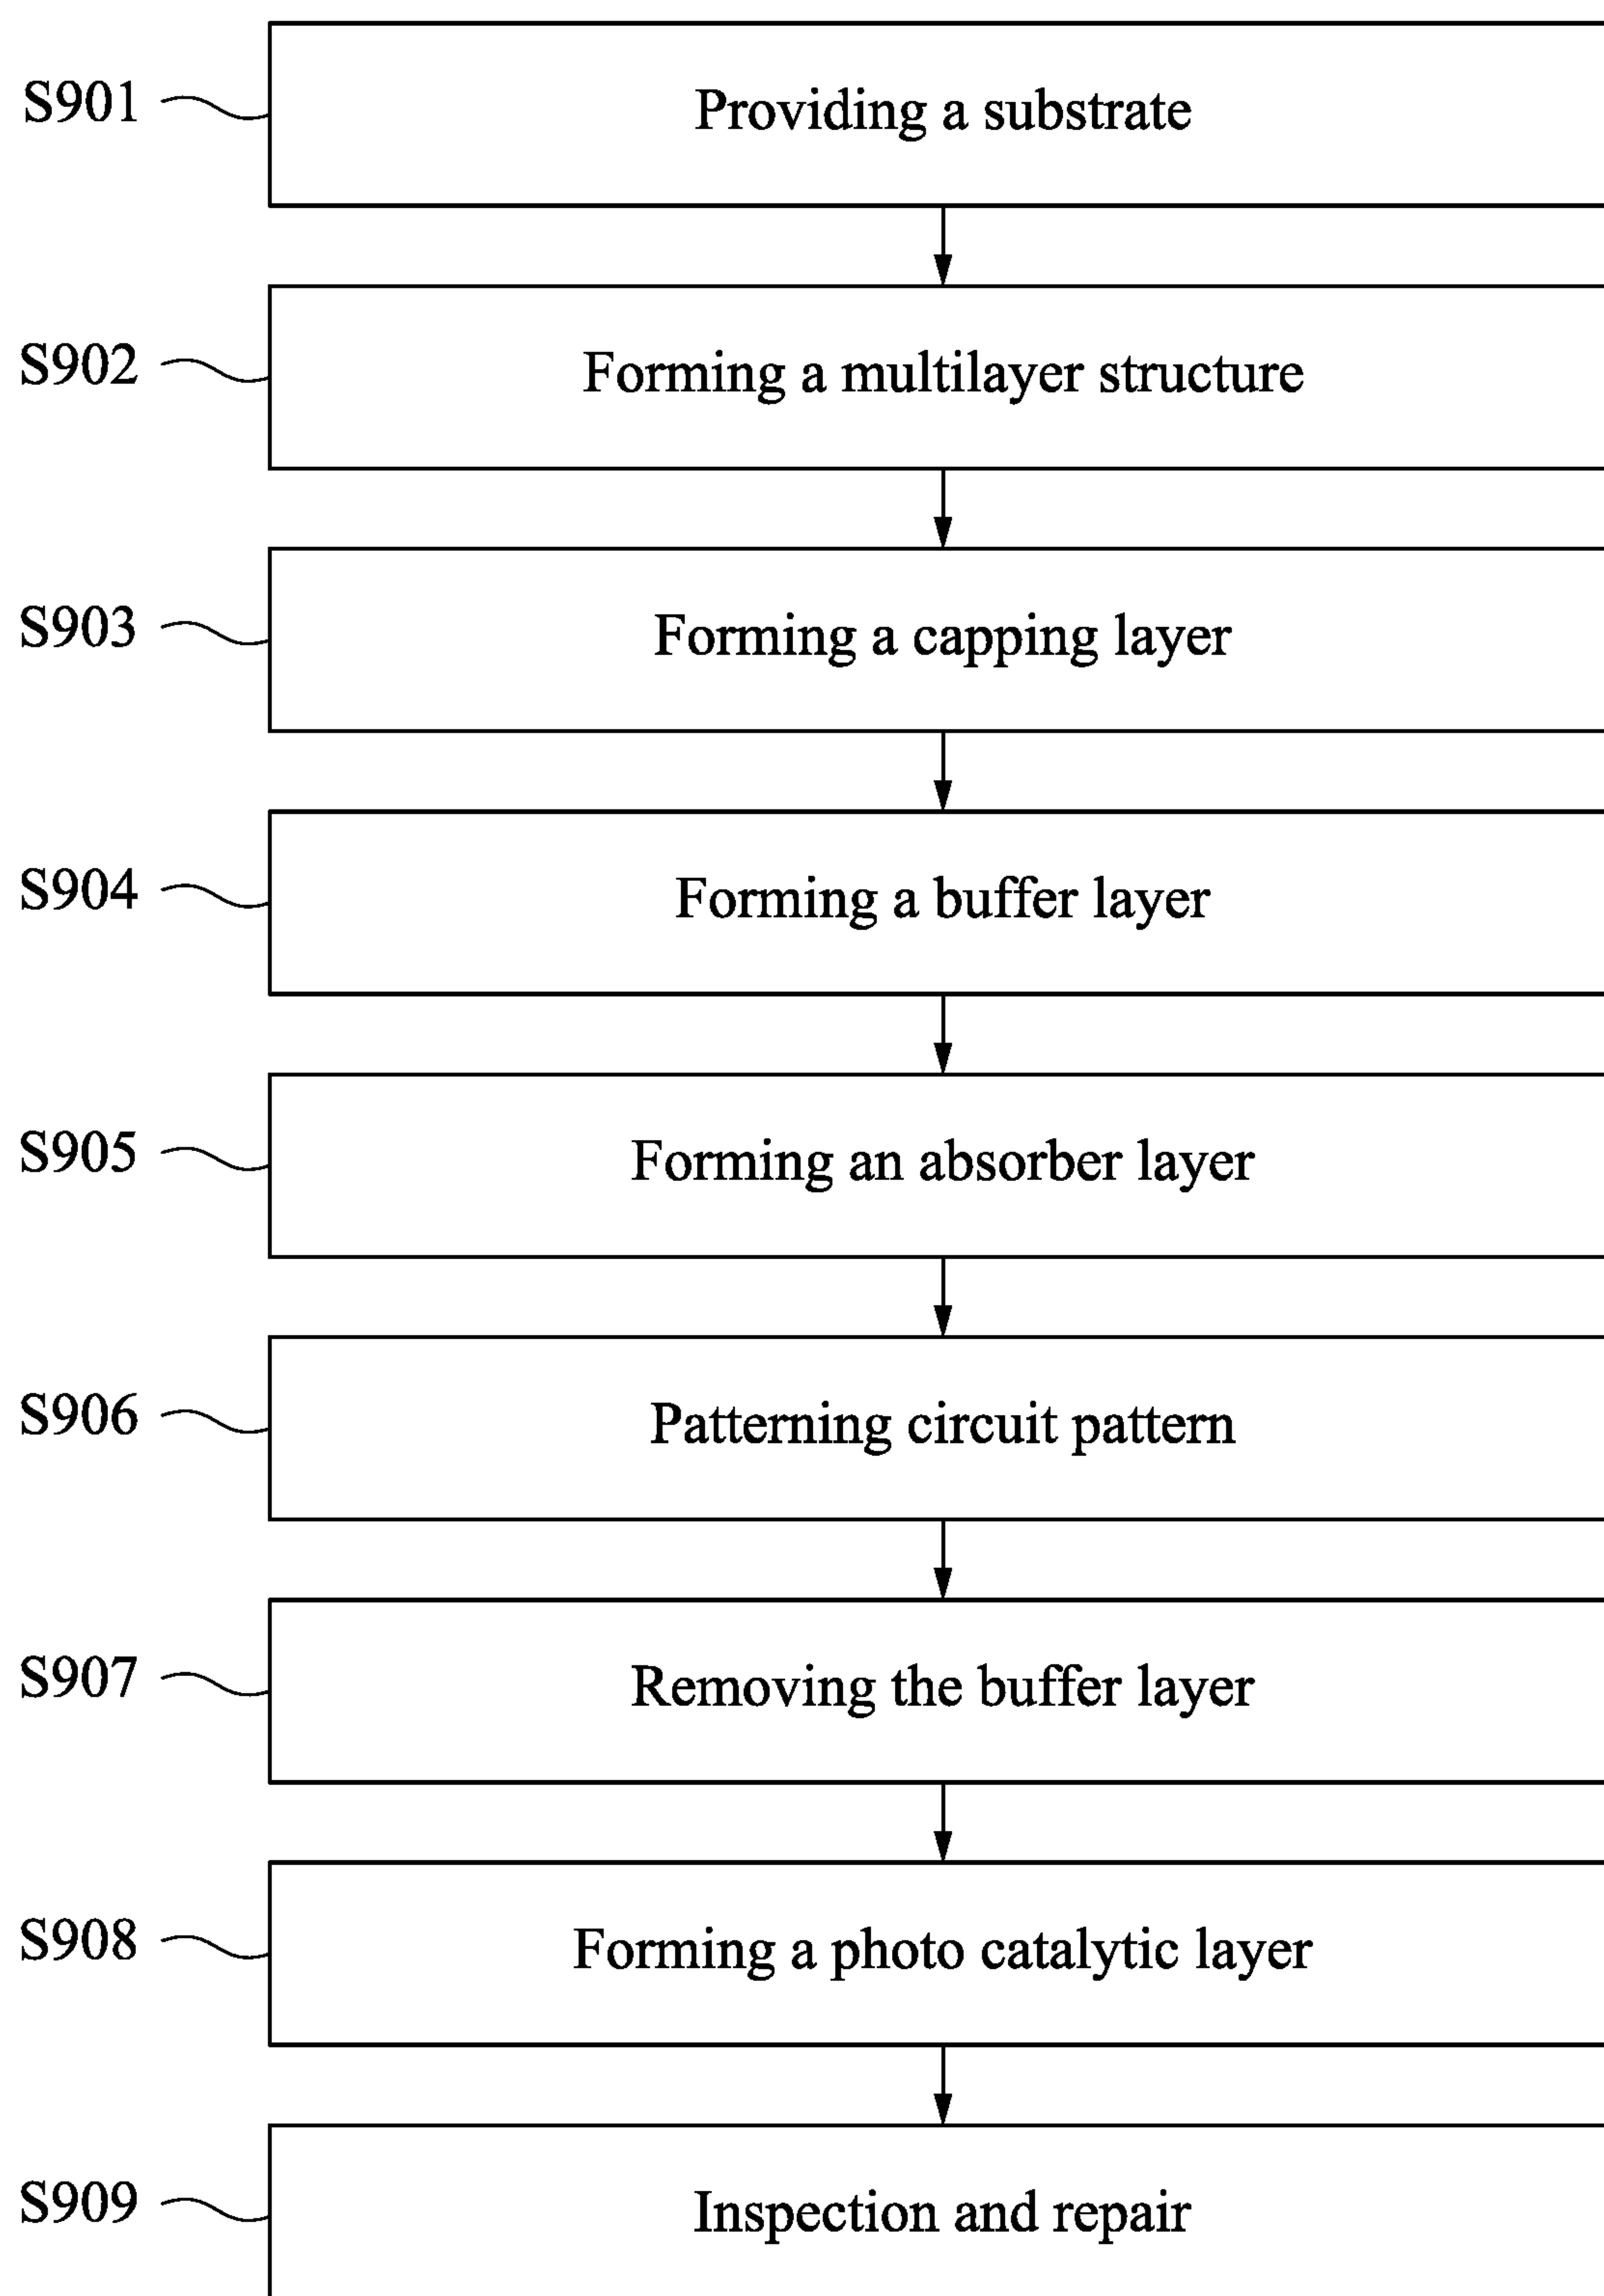 S901 Providing a substrate
S902 Forming a multilayer structure
S903 Forming a capping layer
S904 Forming a buffer layer
S905 Forming an absorber layer
S906 Patterning circuit pattern
S907 Removing the buffer layer
S908 Forming a photo catalytic layer
S909 Inspection and repair